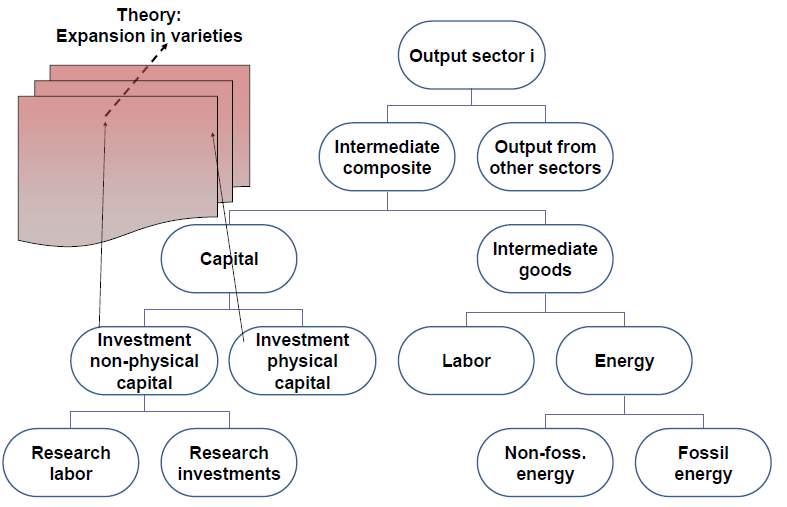 Theory:
Expansion in varieties
Output sector i
Intermediate
composite
Output from
other sectors
Capital
Intermediate
goods
Investment
non-physical
capital
Investment
physical
capital
Labor
Energy
Research
labor
Research
investments
Non-foss.
energy
Fossil
energy